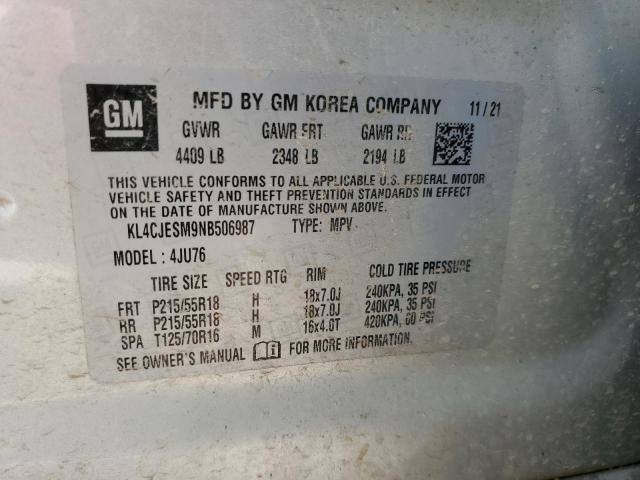 GM MFD BY GM KOREA COMPANY 11/21
GVWR GAWR FRT GAWR RR
4409 LB 2348 LB 2194 LB
THIS VEHICLE CONFORMS TO ALL APPLICABLE U.S. FEDERAL MOTOR
VEHICLE SAFETY AND THEFT PREVENTION STANDARDS IN EFFECT
ON THE DATE OF MANUFACTURE SHOWN ABOVE.
KL4CJESM9NB506987 TYPE: MPV
MODEL : 4JU76
TIRE SIZE SPEED RTG RIM COLD TIRE PRESSURE
FRT P215/55R18 H 18x7.0J 240KPA, 35 PSI
RR P215/55R18 H 18x7.0J 240KPA, 35 PSI
SPA T125/70R16 M 16x4.0T 420KPA, 60 PSI
SEE OWNER'S MANUAL FOR MORE INFORMATION.